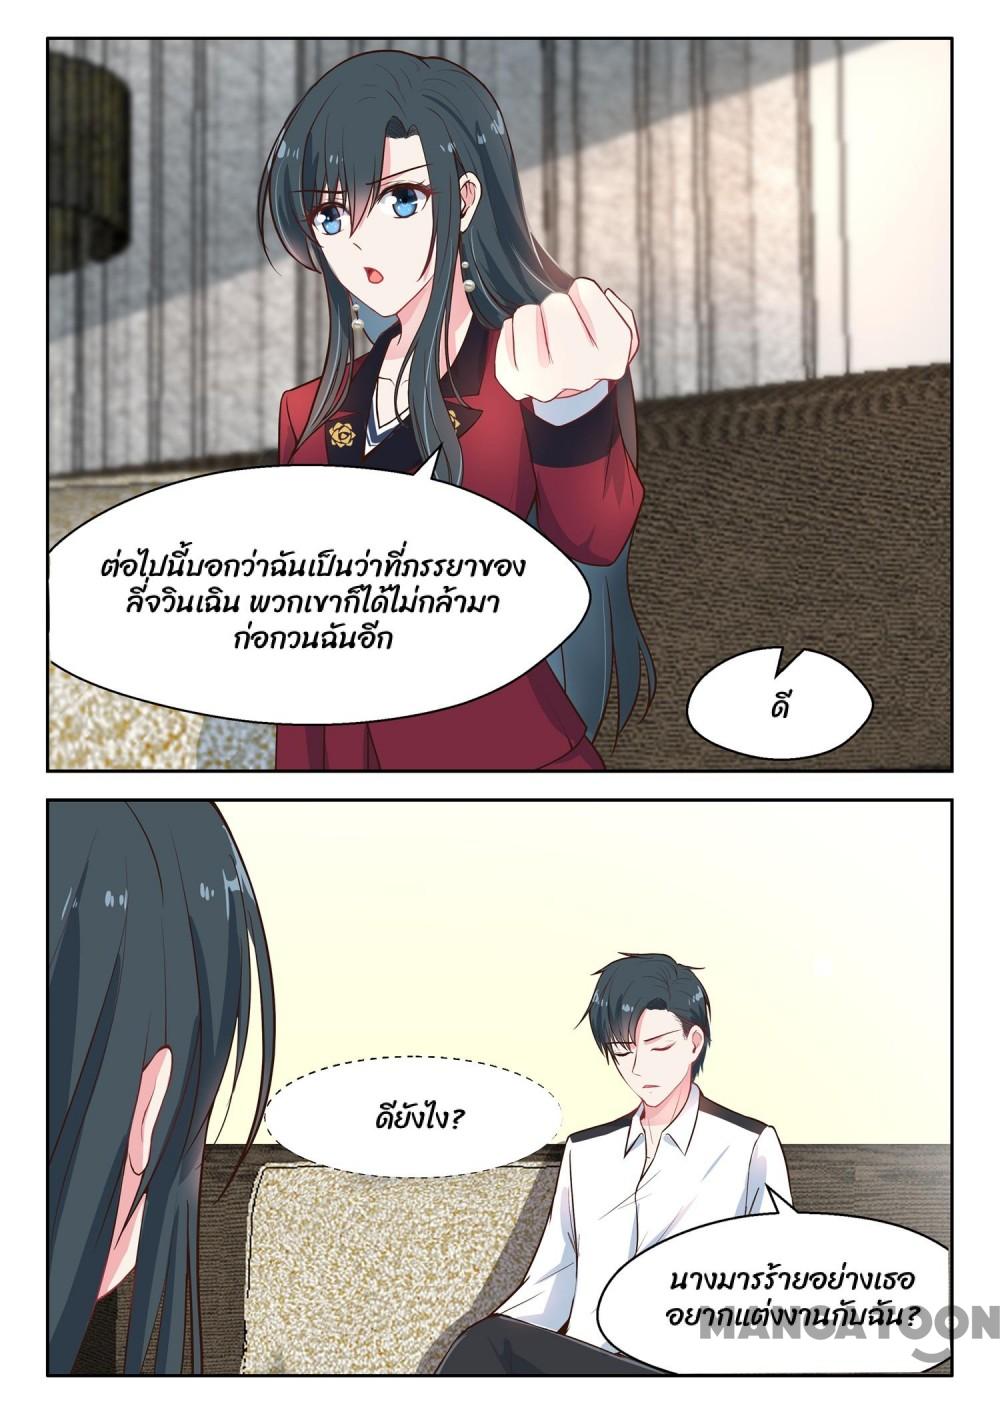 ต่อไปนี้บอกว่าฉันเป็นว่าที่ภรรยาของ
ลี่จวินเฉิน พวกเขาก็ได้ไม่กล้ามา
ก่อกวนฉันอีก
ดี
ดียังไง?
นางมารร้ายอย่างเธอ
อยากแต่งงานกับฉัน?
MANGATOON